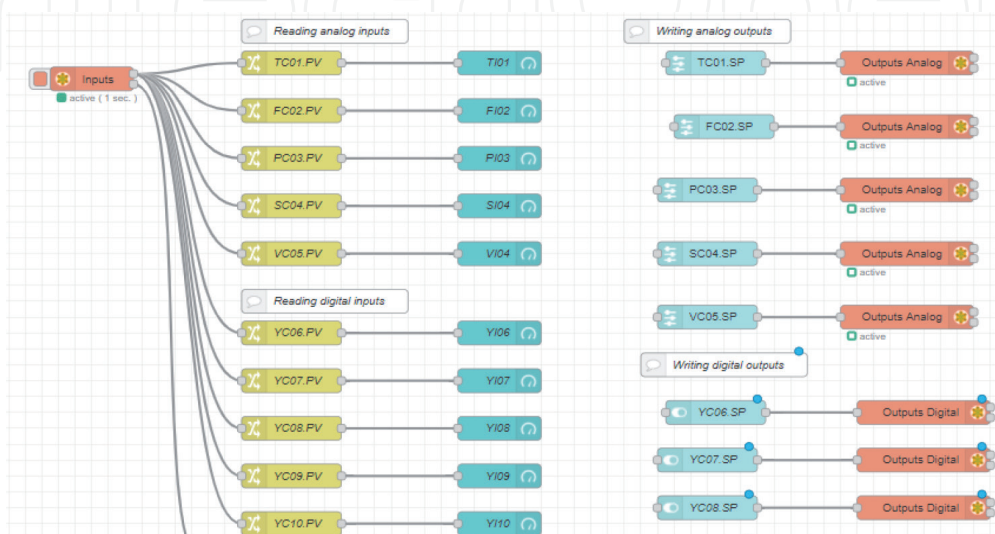 Reading analog inputs
Inputs
active ( 1 sec. )
TC01.PV
TI01
FC02.PV
FI02
PC03.PV
PI03
SC04.PV
SI04
VC05.PV
VI04
Reading digital inputs
YC06.PV
YI06
YC07.PV
YI07
YC08.PV
YI08
YC09.PV
YI09
YC10.PV
YI10
Writing analog outputs
TC01.SP
Outputs Analog
active
FC02.SP
Outputs Analog
active
PC03.SP
Outputs Analog
active
SC04.SP
Outputs Analog
active
VC05.SP
Outputs Analog
active
Writing digital outputs
YC06.SP
Outputs Digital
YC07.SP
Outputs Digital
YC08.SP
Outputs Digital